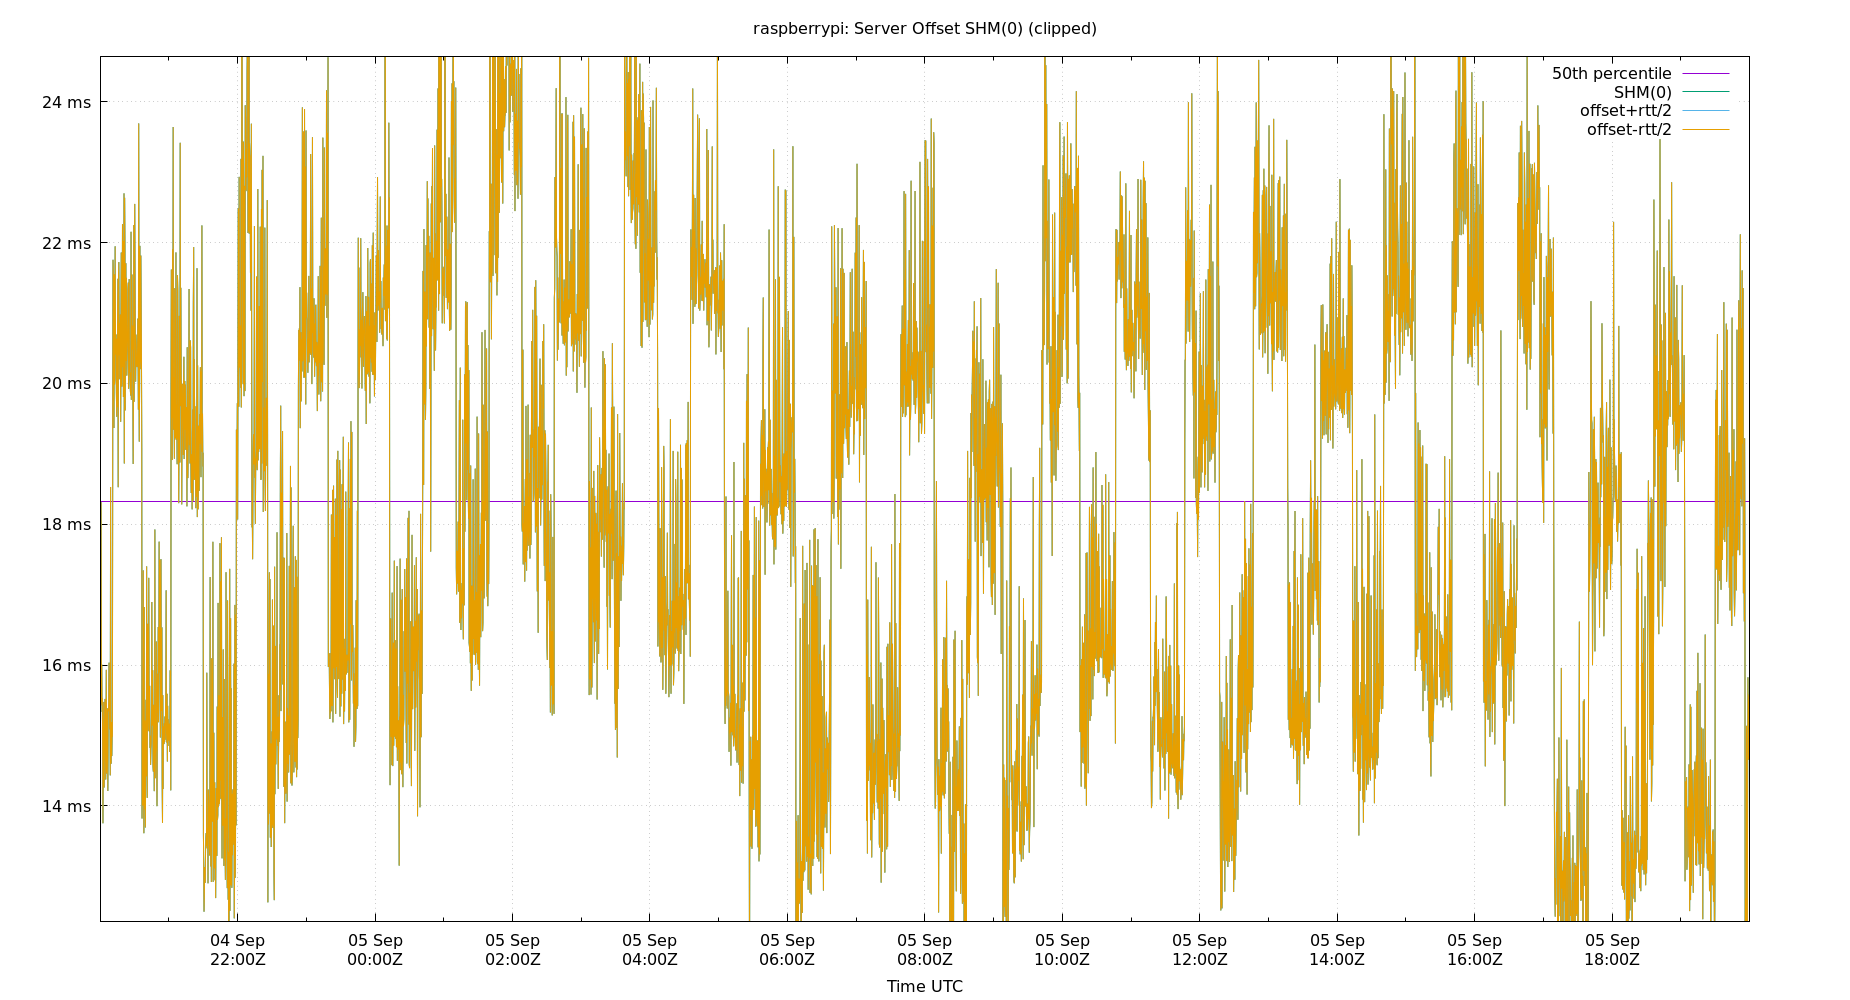 raspberrypi: Server Offset SHM(0) (clipped)
50th percentile
SHM(0)
offset+rtt/2
offset-rtt/2
24 ms
22 ms
20 ms
18 ms
16 ms
14 ms
04 Sep 05 Sep 05 Sep 05 Sep 05 Sep 05 Sep 05 Sep 05 Sep 05 Sep 05 Sep 05 Sep
22:00Z 00:00Z 02:00Z 04:00Z 06:00Z 08:00Z 10:00Z 12:00Z 14:00Z 16:00Z 18:00Z
Time UTC